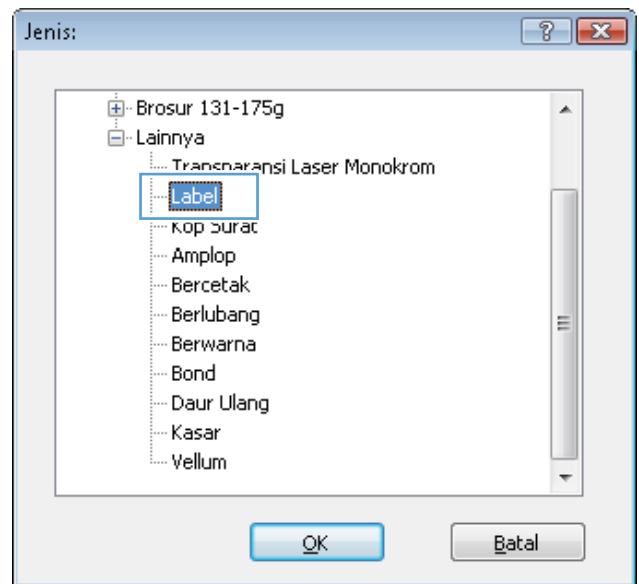 Jenis:
Brosur 131-175g
Lainnya
Transparansi Laser Monokrom
Label
Kop Surat
Amplop
Bercetak
Berlubang
Berwarna
Bond
Daur Ulang
Kasar
Vellum
OK Batal